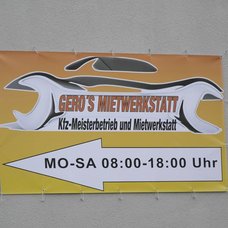 GERO'S MIETWERKSTATT
Kfz-Meisterbetrieb und Mietwerkstatt
MO-SA 08:00-18:00 Uhr